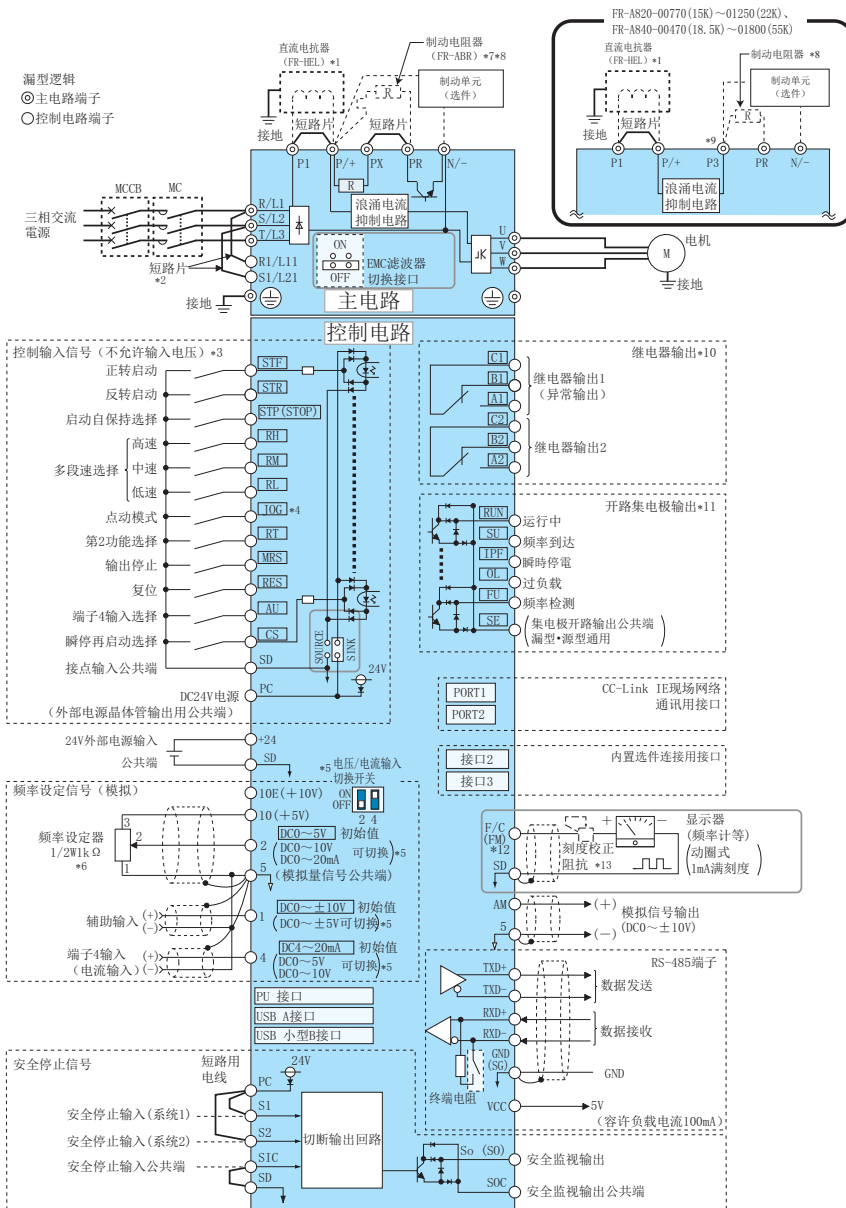 FR-A820-00770(15K)～01250(22K)、
FR-A840-00470(18.5K)～01800(55K)
直流电抗器
(FR-HEL) *1
制动电阻器 *8
制动单元
(选件)
R
接地
短路片
*9
P1
P/+
P3
PR
N/-
浪涌电流
抑制电路
漏型逻辑
◎主电路端子
○控制电路端子
直流电抗器
(FR-HEL) *1
制动电阻器
(FR-ABR) *7*8
制动单元
(选件)
R
接地
短路片
短路片
P1
P/+
PX
PR
N/-
R
浪涌电流
抑制电路
MCCB
MC
三相交流
電源
R/L1
S/L2
T/L3
R1/L11
S1/L21
短路片
*2
接地
ON
OFF
EMC滤波器
切换接口
U
V
W
M
电机
接地
主电路
控制电路
控制输入信号（不允许输入电压）*3
正转启动
STF
反转启动
STR
启动自保持选择
STP(STOP)
多段速选择
高速
RH
中速
RM
低速
RL
点动模式
JOG *4
第2功能选择
RT
输出停止
MRS
复位
RES
端子4输入选择
AU
瞬停再启动选择
CS
接点输入公共端
SD
SOURCE
SINK
24V
DC24V电源
PC
(外部电源晶体管输出用公共端)
24V外部电源输入
+24
公共端
SD
继电器输出*10
C1
B1
A1
继电器输出1
(异常输出)
C2
B2
A2
继电器输出2
开路集电极输出*11
RUN
运行中
SU
频率到达
IPF
瞬時停電
OL
过负载
FU
频率检测
SE
(集电极开路输出公共端
漏型•源型通用)
PORT1
PORT2
CC-Link IE现场网络
通讯用接口
接口2
接口3
内置选件连接用接口
频率设定信号（模拟）
*5 电压/电流输入
切换开关
ON
OFF
2 4
10E(＋10V)
10(＋5V)
频率设定器
1/2W1kΩ
*6
3
2
1
2
DC0～5V 初始值
(DC0～10V
DC0～20mA 可切换)*5
5
(模拟量信号公共端)
辅助输入
(+)
(-)
1
DC0～±10V 初始值
(DC0～±5V可切换)*5
端子4输入
(电流输入)
(+)
(-)
4
DC4～20mA 初始值
(DC0～5V
DC0～10V 可切换)*5
PU 接口
USB A接口
USB 小型B接口
F/C
(FM)
*12
SD
刻度校正
阻抗 *13
＋
－
显示器
(频率计等)
(动圈式
1mA满刻度)
AM
5
(＋)
(－)
模拟信号输出
(DC0～±10V)
RS-485端子
TXD+
TXD-
数据发送
RXD+
RXD-
数据接收
GND
(SG)
GND
终端电阻
VCC
5V
(容许负载电流100mA)
安全停止信号
短路用
电线
24V
PC
安全停止输入(系统1)
S1
安全停止输入(系统2)
S2
安全停止输入公共端
SIC
SD
切断输出回路
So (SO)
安全监视输出
SOC
安全监视输出公共端